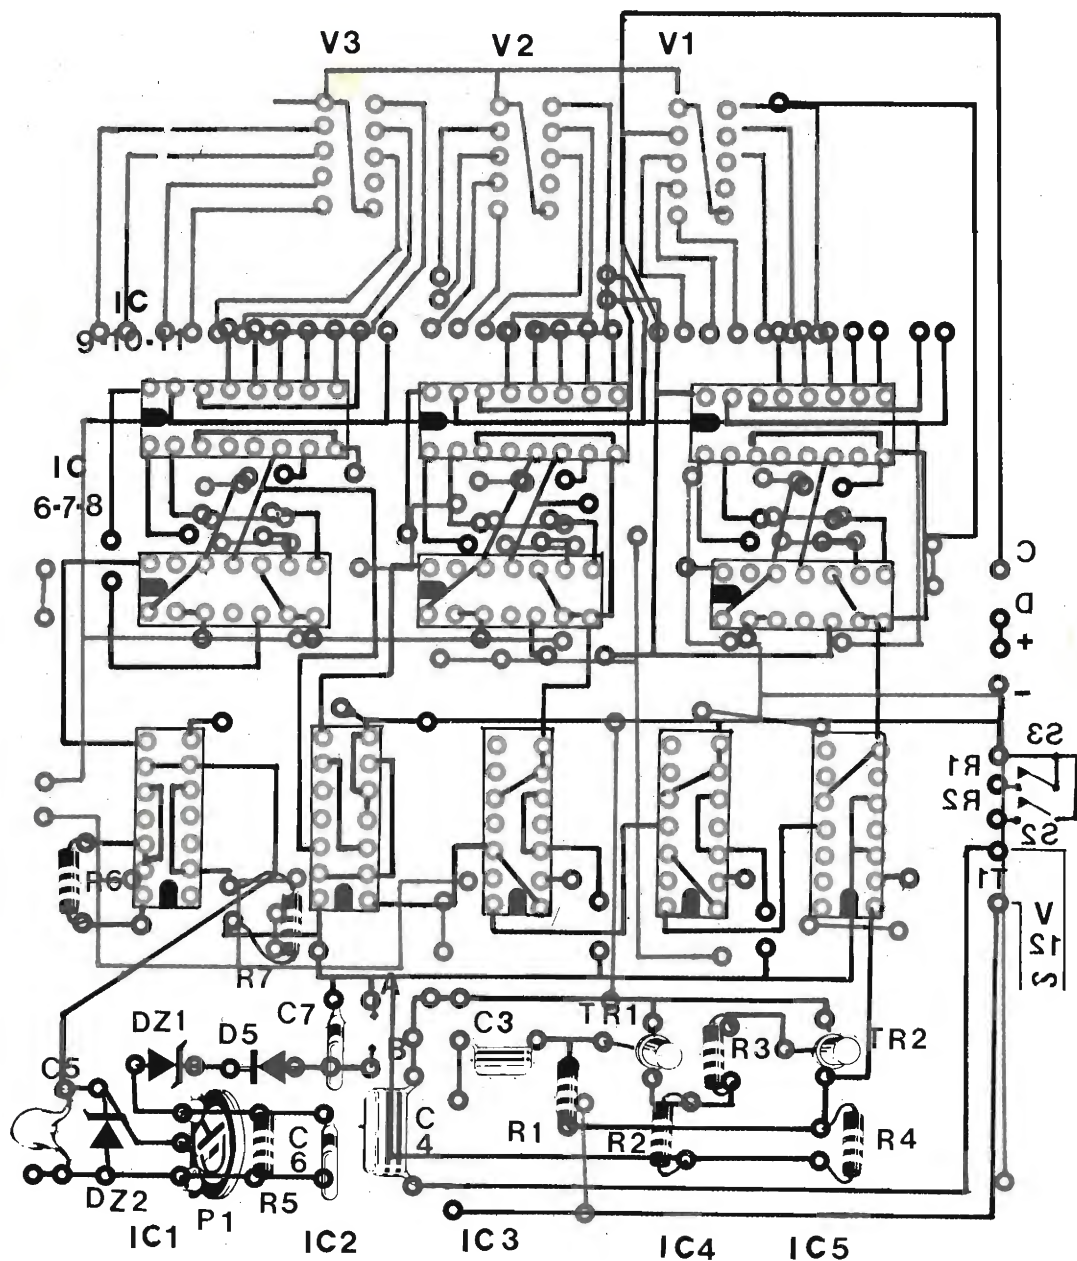 V3 V2 V1
IC
9-10-11
IC
6-7-8
C
D
+
-
S3
R1
R2
S2
T1
V
12
2
R6
R7
A
DZ1 D5 C7 C3 TR1 R3 TR2
B
C5
C
6
C
4
R1 R2 R4
DZ2 P1 R5
IC1 IC2 IC3 IC4 IC5